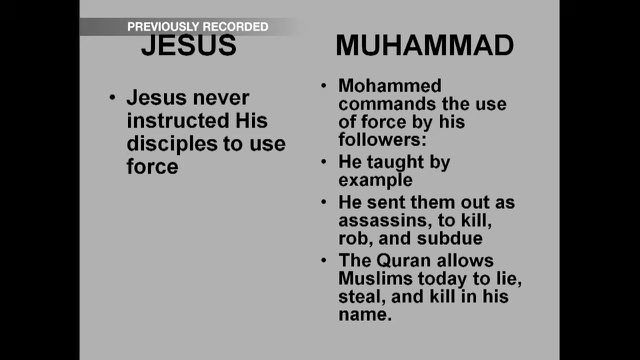 PREVIOUSLY RECORDED
JESUS
• Jesus never
instructed His
disciples to use
force
MUHAMMAD
• Mohammed
commands the use
of force by his
followers:
• He taught by
example
• He sent them out as
assassins, to kill,
rob, and subdue
• The Quran allows
Muslims today to lie,
steal, and kill in his
name.